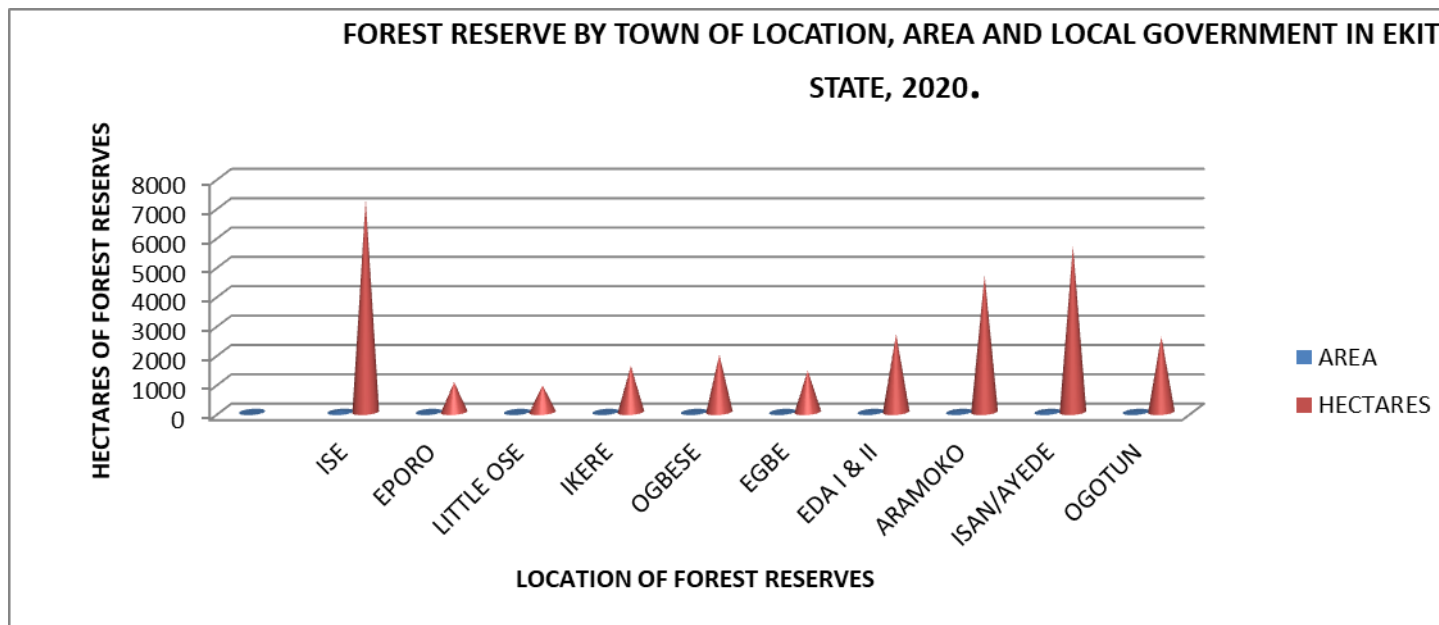 FOREST RESERVE BY TOWN OF LOCATION, AREA AND LOCAL GOVERNMENT IN EKIT
STATE, 2020.
HECTARES OF FOREST RESERVES
8000
7000
6000
5000
4000
3000
2000
1000
0
ISE
EPORO
LITTLE OSE
IKERE
OGBESE
EGBE
EDA I & II
ARAMOKO
ISAN/AYEDE
OGOTUN
LOCATION OF FOREST RESERVES
AREA
HECTARES